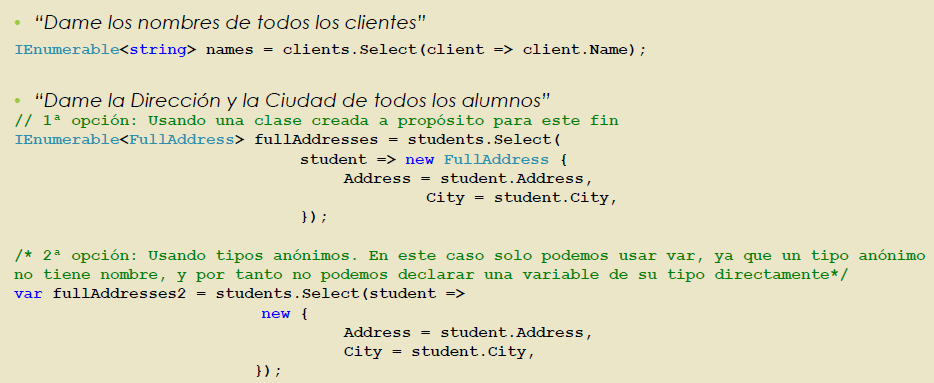 • “Dame los nombres de todos los clientes”
IEnumerable<string> names = clients.Select(client => client.Name);
• “Dame la Dirección y la Ciudad de todos los alumnos”
// 1ª opción: Usando una clase creada a propósito para este fin
IEnumerable<FullAddress> fullAddresses = students.Select(
student => new FullAddress {
Address = student.Address,
City = student.City,
});
/* 2ª opción: Usando tipos anónimos. En este caso solo podemos usar var, ya que un tipo anónimo
no tiene nombre, y por tanto no podemos declarar una variable de su tipo directamente*/
var fullAddresses2 = students.Select(student =>
new {
Address = student.Address,
City = student.City,
});